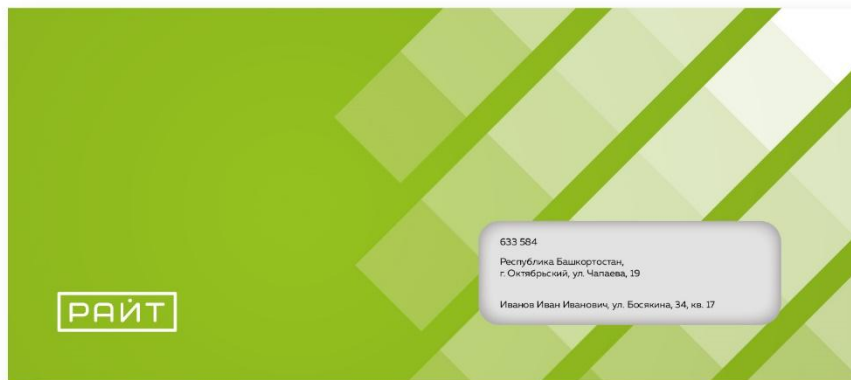 633 584
Республика Башкортостан,
г. Октябрьский, ул. Чапаева, 19
Иванов Иван Иванович, ул. Босякина, 34, кв. 17
РАЙТ